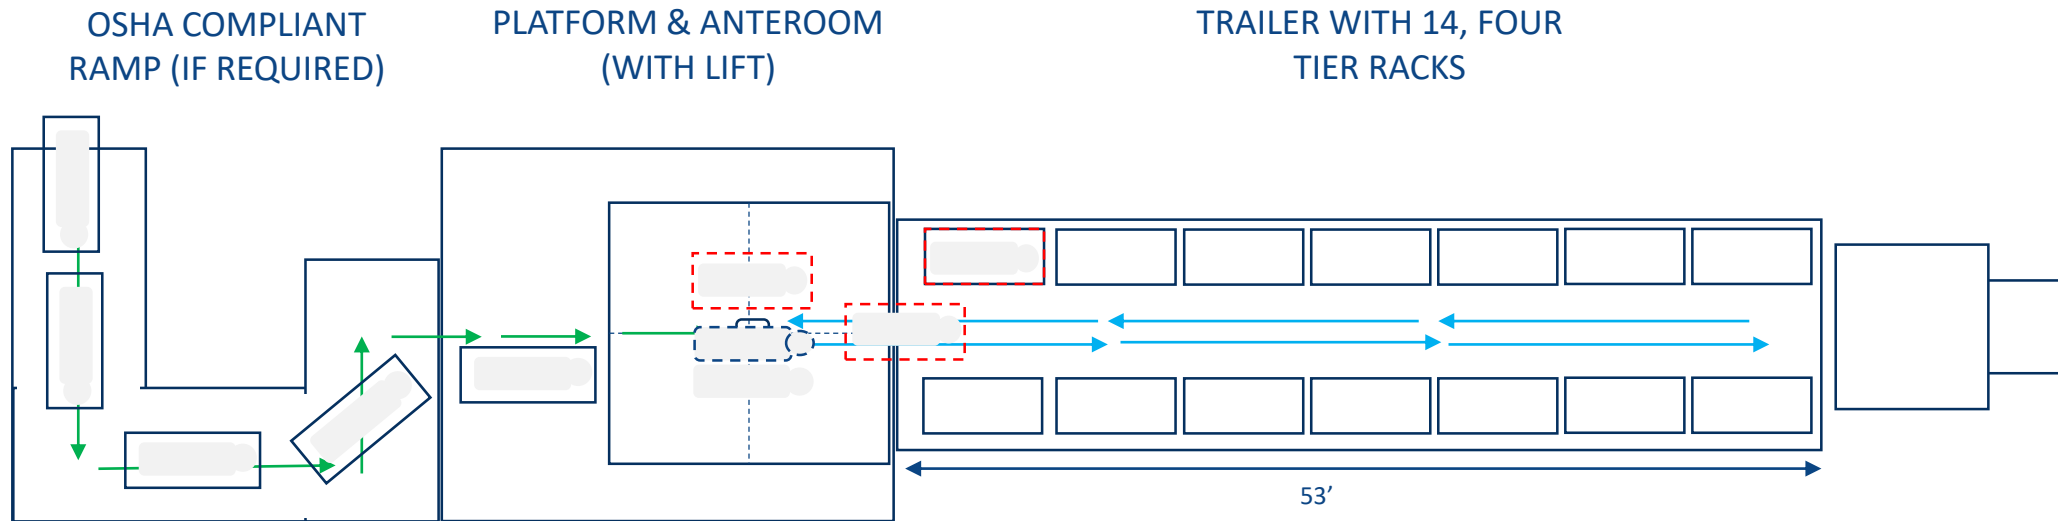 OSHA COMPLIANT
RAMP (IF REQUIRED)
PLATFORM & ANTEROOM
(WITH LIFT)
TRAILER WITH 14, FOUR
TIER RACKS
53’